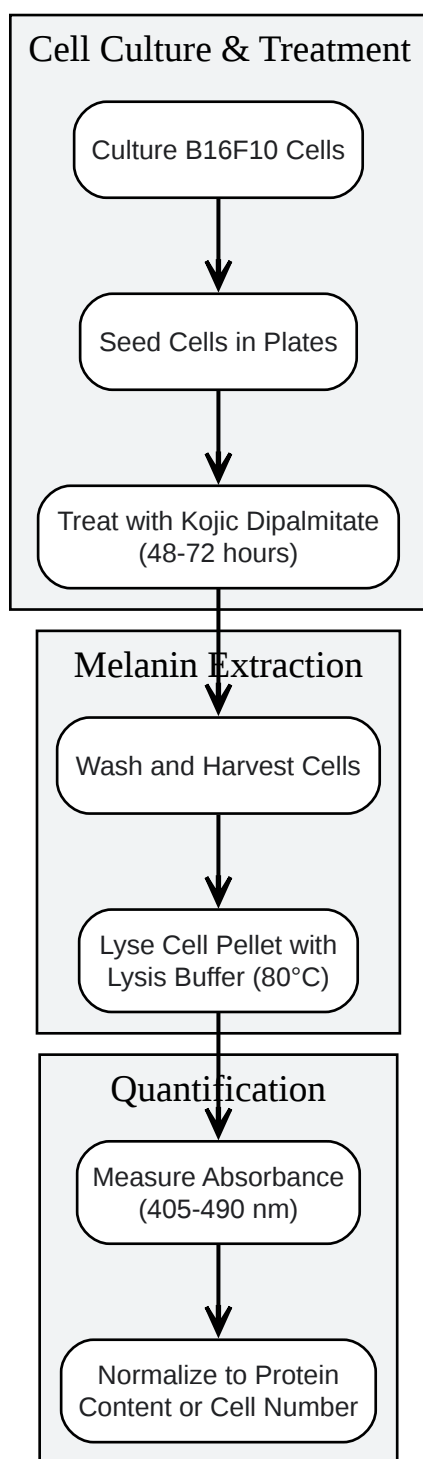 Cell Culture & Treatment
Culture B16F10 Cells
Seed Cells in Plates
Treat with Kojic Dipalmitate
(48-72 hours)
Melanin Extraction
Wash and Harvest Cells
Lyse Cell Pellet with
Lysis Buffer (80°C)
Quantification
Measure Absorbance
(405-490 nm)
Normalize to Protein
Content or Cell Number